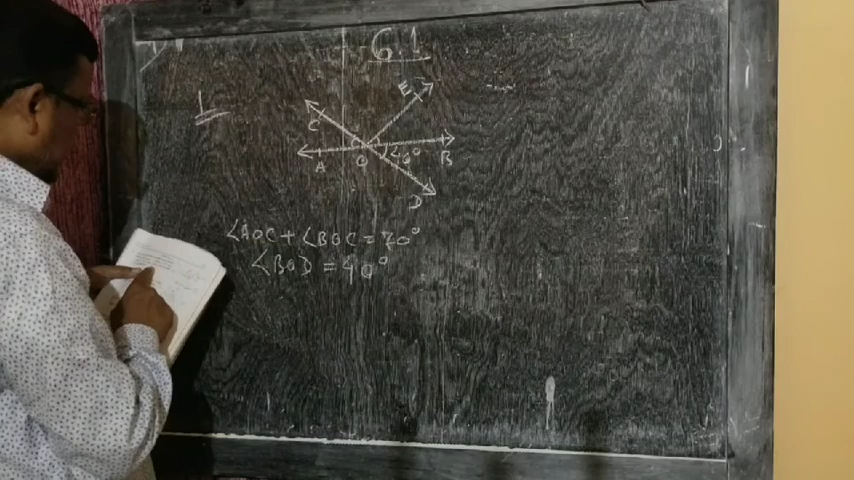 6.1
1
E
C
A
O
B
40°
D
∠AOC + ∠BOC = 70°
∠BOD = 40°